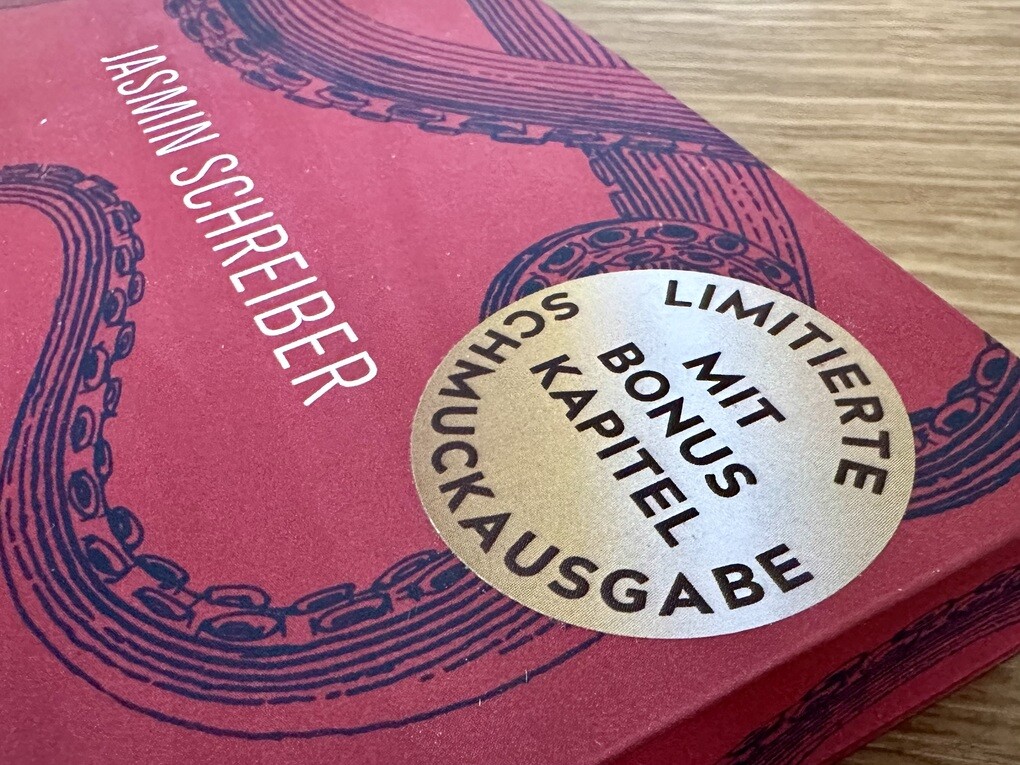 JASMIN SCHREIBER
LIMITIERTE
SCHMUCKAUSGABE
MIT
BONUS
KAPITEL